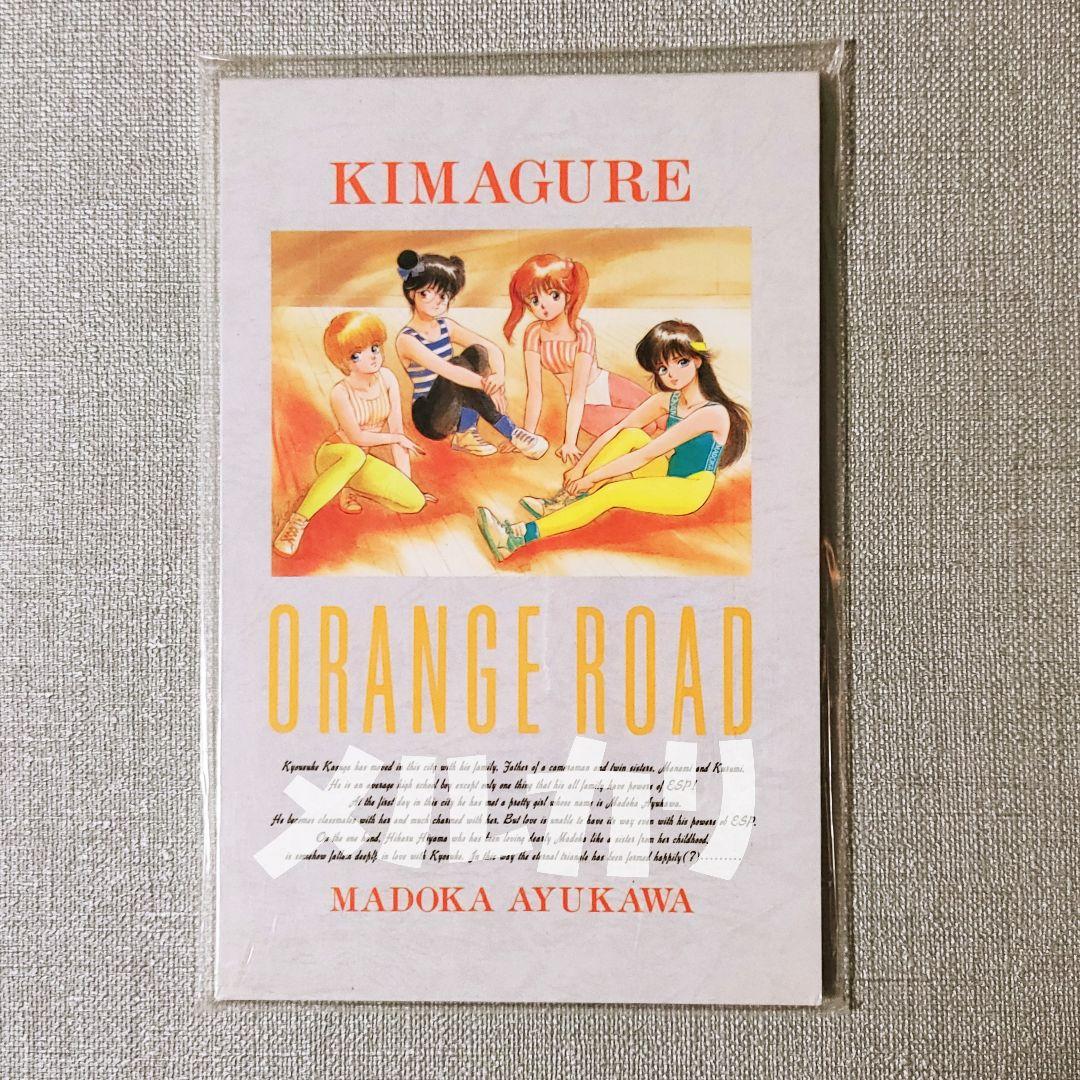 KIMAGURE
ORANGE ROAD
Kyousuke Kasuga has moved in this city with his family. Father of a cameraman and twin sisters, Manami and Kurumi.
He is an average high school boy except only one thing that his all family have powers of ESP!
At the first day in this city he has met a pretty girl whose name is Madoka Ayukawa.
He becomes classmate with her and much charmed with her. But love is unable to have its way even with his powers of ESP.
On the one hand, Hikaru Hiyama who has been loving dearly Madoka like a sister from her childhood,
is somehow fallen deeply in love with Kyousuke. In this way the eternal triangle has been formed happily(?)............
メルカリ
MADOKA AYUKAWA